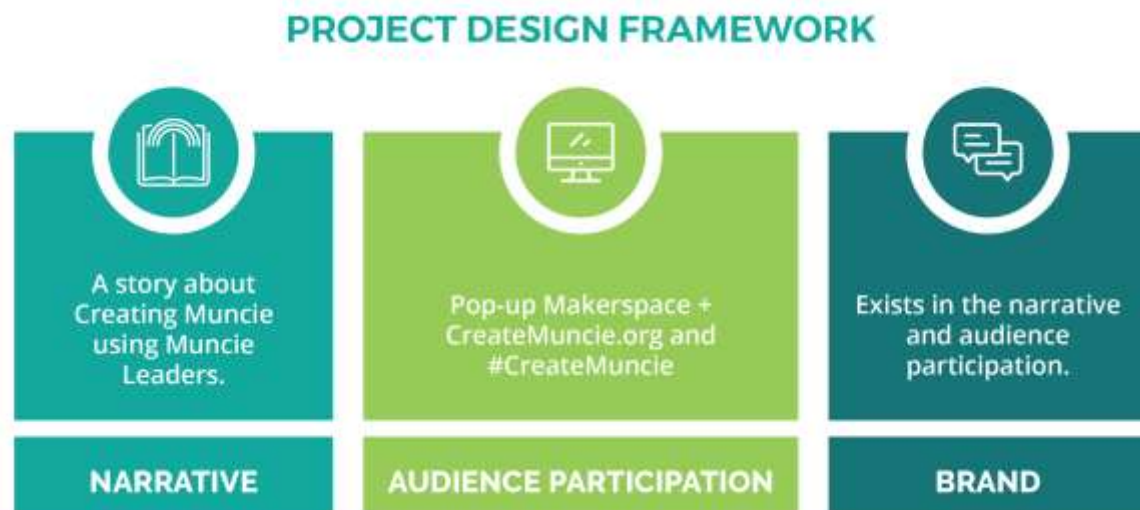 PROJECT DESIGN FRAMEWORK
A story about
Creating Muncie
using Muncie
Leaders.
NARRATIVE
Pop-up Makerspace +
CreateMuncie.org and
#CreateMuncie
AUDIENCE PARTICIPATION
Exists in the narrative
and audience
participation.
BRAND